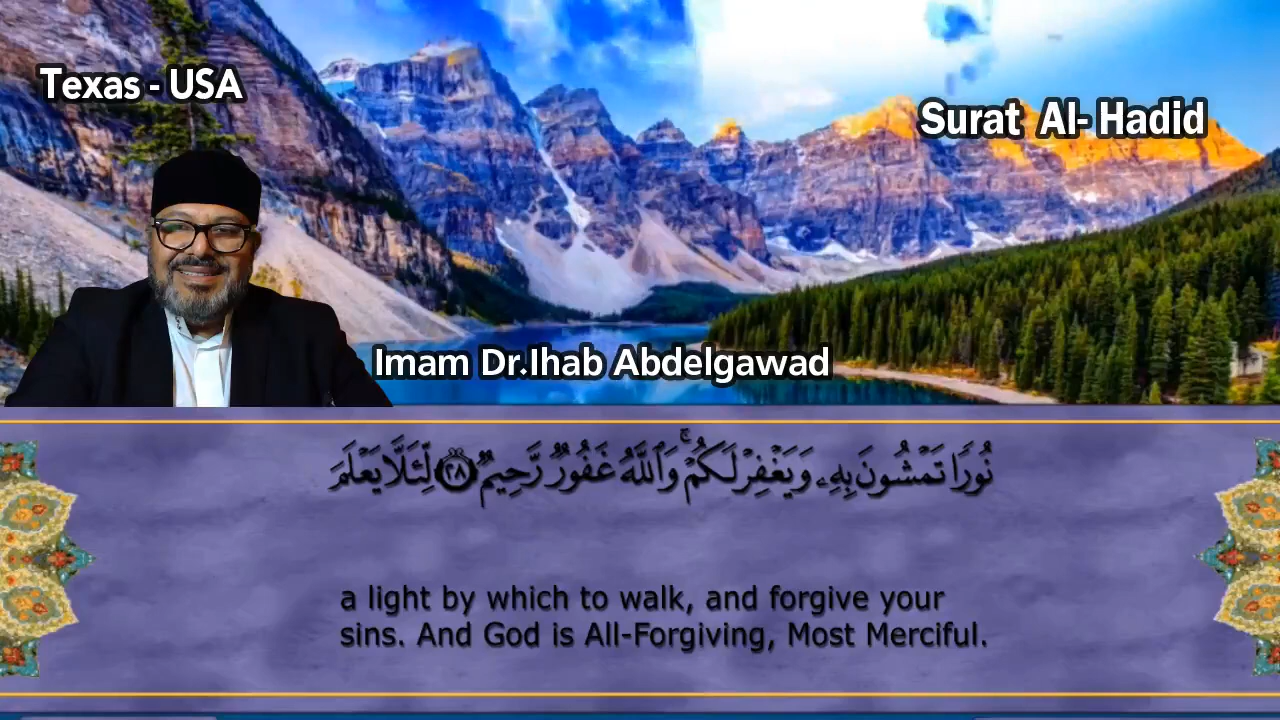 Texas - USA
Surat Al- Hadid
Imam Dr.Ihab Abdelgawad
نُورًا تَمْشُونَ بِهِۦ وَيَغْفِرْ لَكُمْ ۚ وَٱللَّهُ غَفُورٌ رَّحِيمٌ ٢٨ لِّئَلَّا يَعْلَمَ
a light by which to walk, and forgive your
sins. And God is All-Forgiving, Most Merciful.